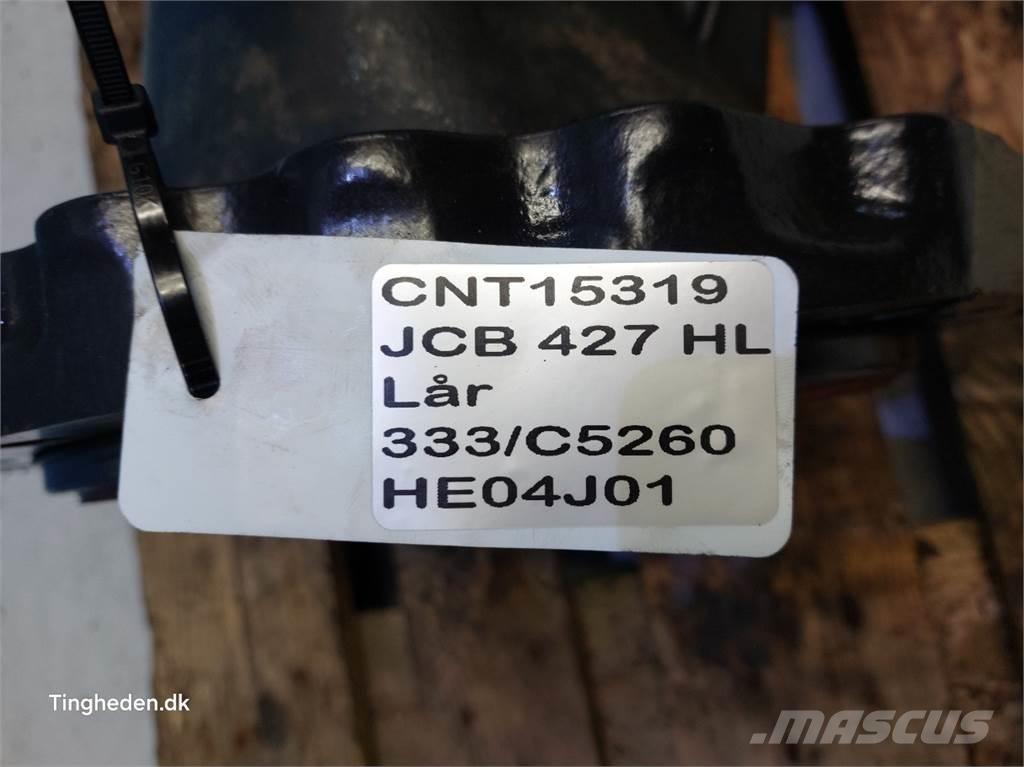 CNT15319
JCB 427 HL
Lår
333/C5260
HE04J01
Tingheden.dk
MASCUS